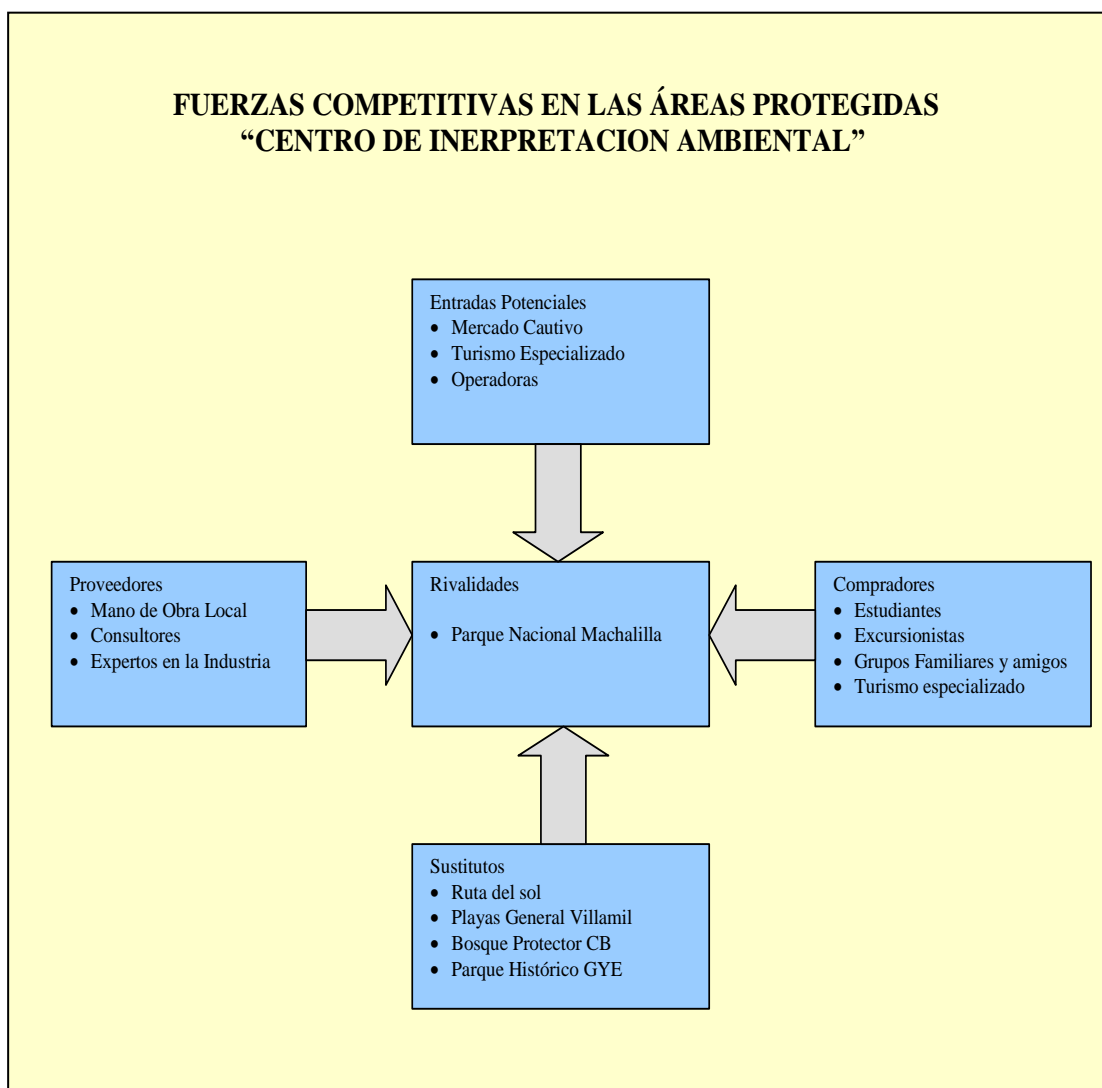 FUERZAS COMPETITIVAS EN LAS ÁREAS PROTEGIDAS
“CENTRO DE INERPRETACION AMBIENTAL”
Entradas Potenciales
• Mercado Cautivo
• Turismo Especializado
• Operadoras
Proveedores
• Mano de Obra Local
• Consultores
• Expertos en la Industria
Rivalidades
• Parque Nacional Machalilla
Compradores
• Estudiantes
• Excursionistas
• Grupos Familiares y amigos
• Turismo especializado
Sustitutos
• Ruta del sol
• Playas General Villamil
• Bosque Protector CB
• Parque Histórico GYE